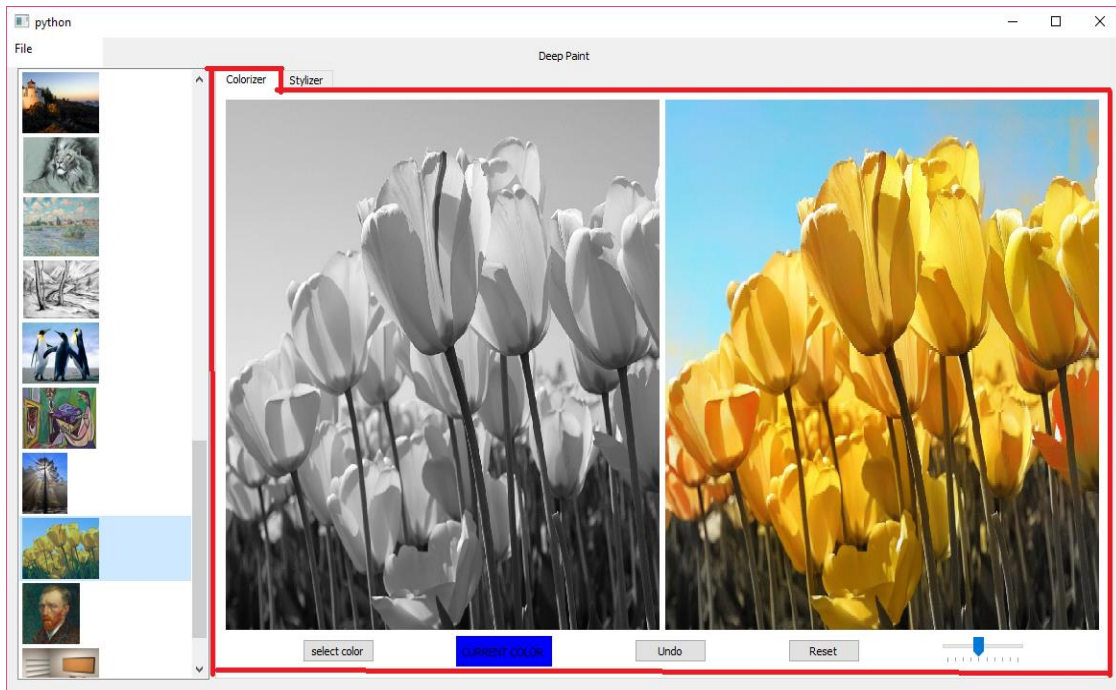 python
File
Deep Paint
Colorizer Stylizer
select color CURRENT COLOR Undo Reset